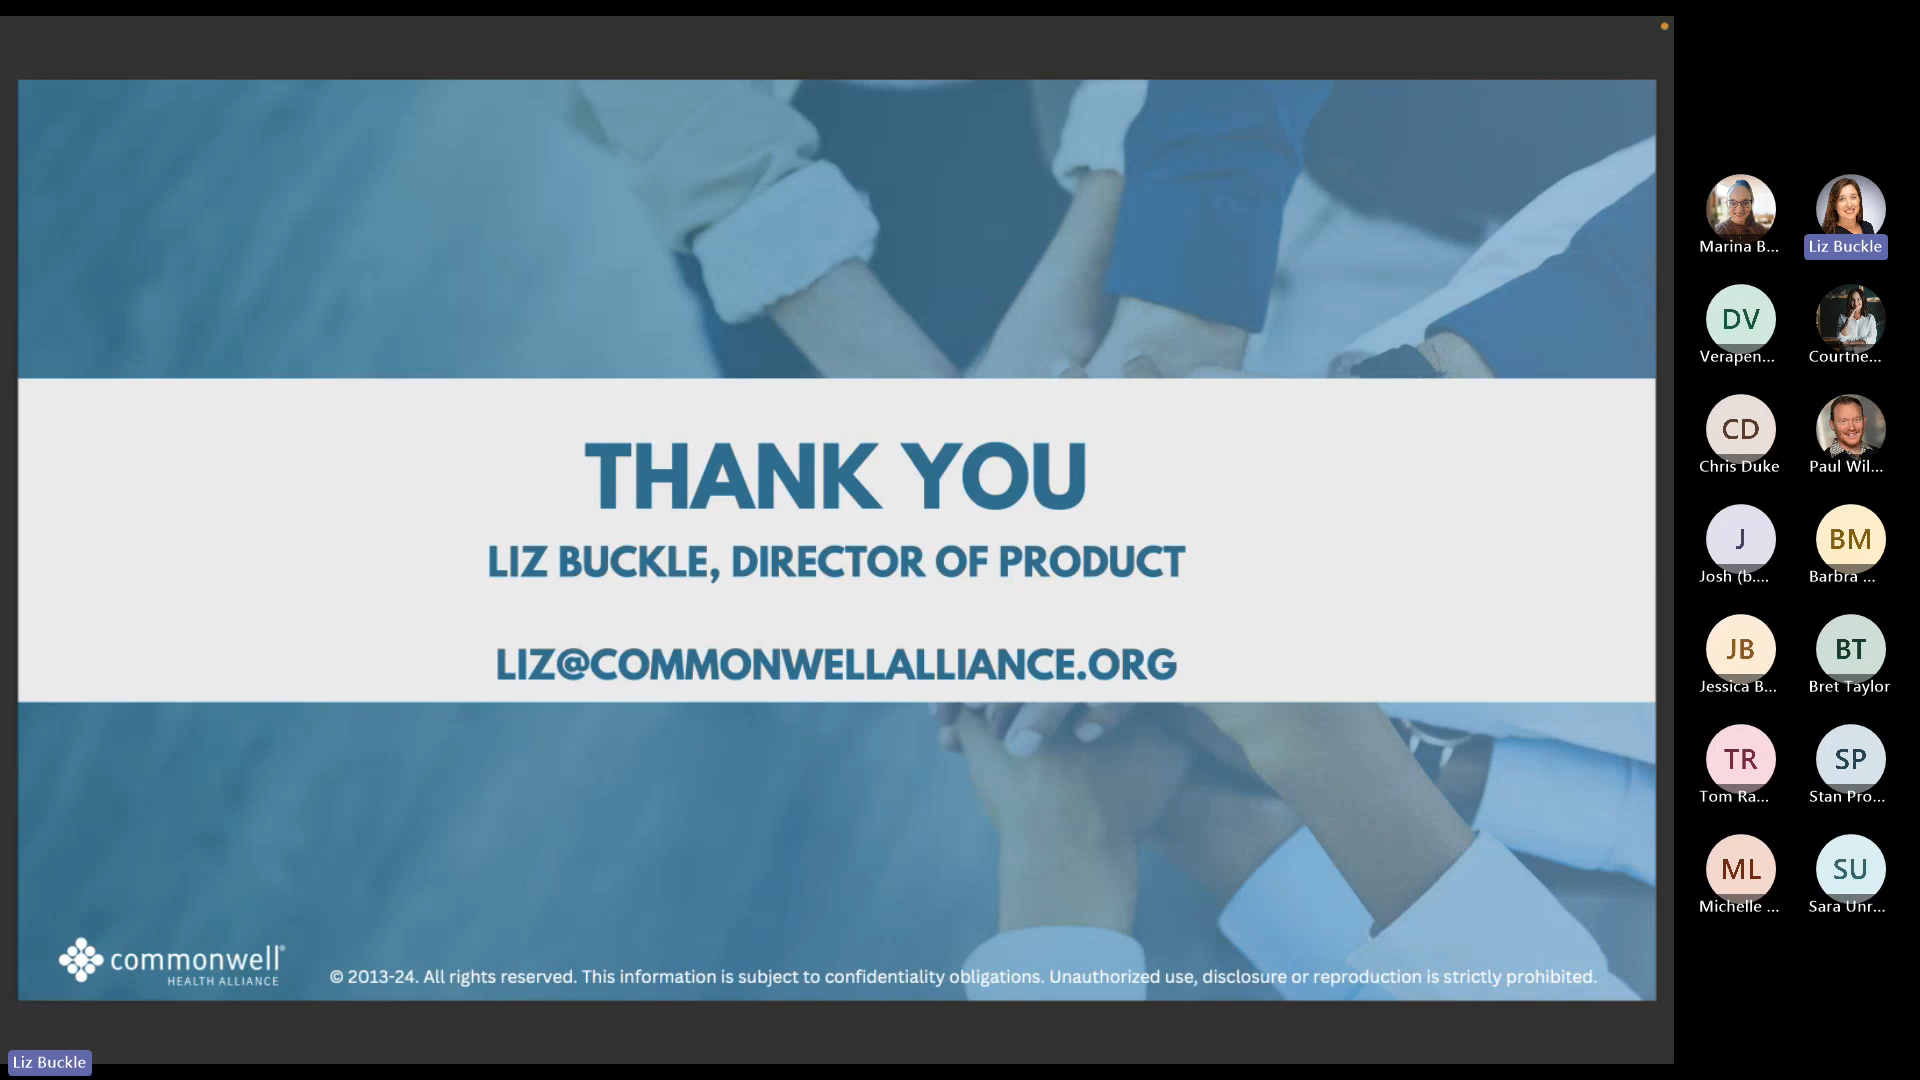 THANK YOU
LIZ BUCKLE, DIRECTOR OF PRODUCT
LIZ@COMMONWELLALLIANCE.ORG
commonwell®
HEALTH ALLIANCE
© 2013-24. All rights reserved. This information is subject to confidentiality obligations. Unauthorized use, disclosure or reproduction is strictly prohibited.
Liz Buckle
Marina B...
Liz Buckle
DV
Verapen...
Courtne...
CD
Chris Duke
Paul Wil...
J
Josh (b....
BM
Barbra ...
JB
Jessica B...
BT
Bret Taylor
TR
Tom Ra...
SP
Stan Pro...
ML
Michelle ...
SU
Sara Unr...